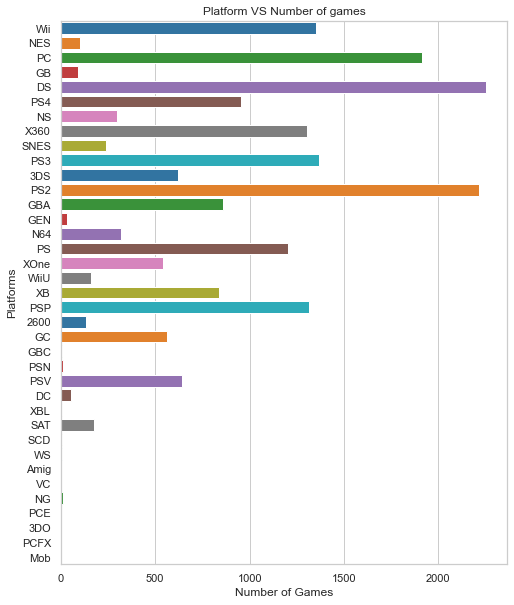 Platform VS Number of games
Wii
NES
PC
GB
DS
PS4
NS
X360
SNES
PS3
3DS
PS2
GBA
GEN
N64
PS
XOne
WiiU
XB
PSP
2600
GC
GBC
PSN
PSV
DC
XBL
SAT
SCD
WS
Amig
VC
NG
PCE
3DO
PCFX
Mob
Platforms
0 500 1000 1500 2000
Number of Games